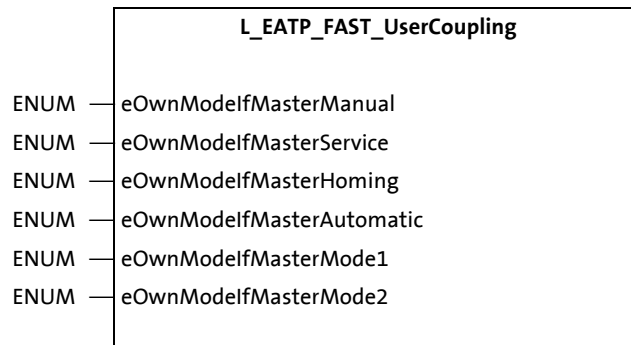 L_EATP_FAST_UserCoupling
ENUM eOwnModeIfMasterManual
ENUM eOwnModeIfMasterService
ENUM eOwnModeIfMasterHoming
ENUM eOwnModeIfMasterAutomatic
ENUM eOwnModeIfMasterMode1
ENUM eOwnModeIfMasterMode2